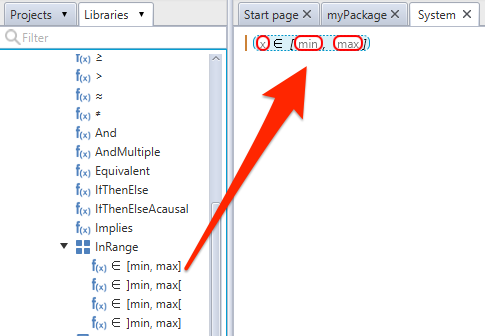 Projects Libraries
Filter
f(x) ≥
f(x) >
f(x) ≈
f(x) ≠
f(x) And
f(x) AndMultiple
f(x) Equivalent
f(x) IfThenElse
f(x) IfThenElseAcausal
f(x) Implies
InRange
f(x) ∈ [min, max]
f(x) ∈ ]min, max[
f(x) ∈ [min, max[
f(x) ∈ ]min, max]
Start page myPackage System
(x ∈ [min, max])